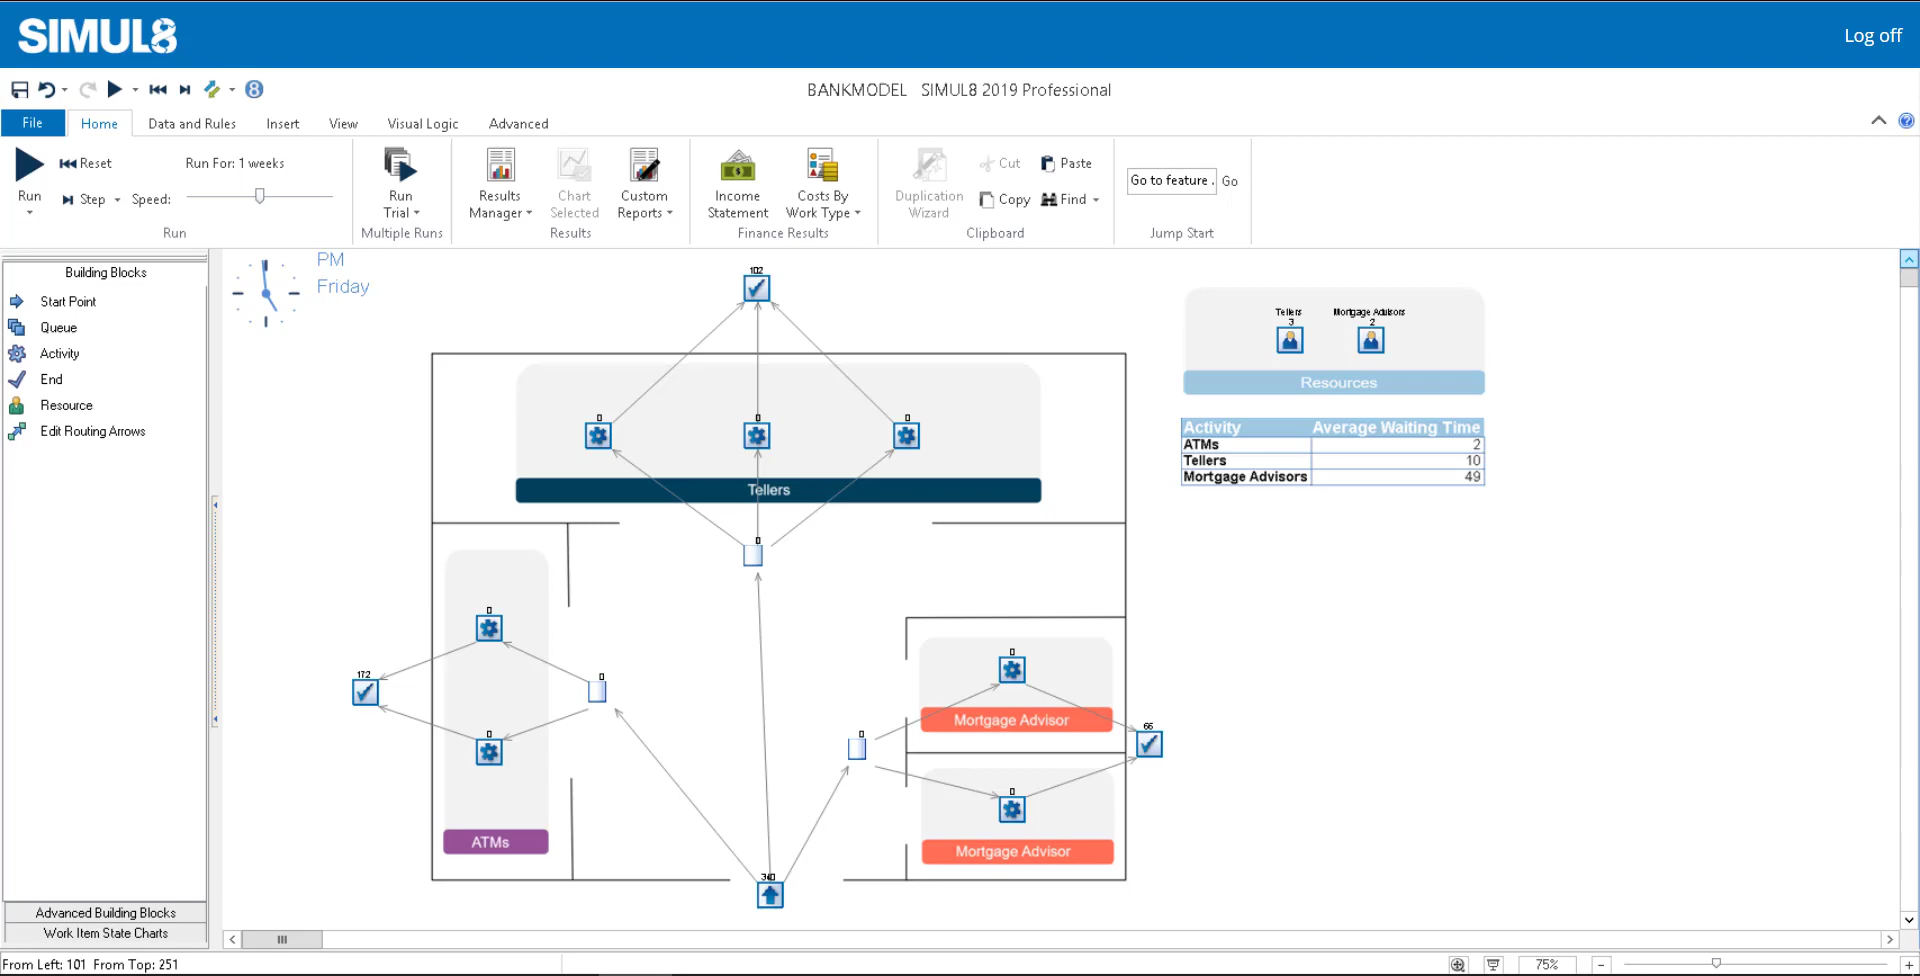 SIMUL8
Log off
BANKMODEL   SIMUL8 2019 Professional
File
Home
Data and Rules
Insert
View
Visual Logic
Advanced
Run
Reset
Run For: 1 weeks
Step
Speed:
Run
Run Trial
Multiple Runs
Results Manager
Chart Selected
Custom Reports
Results
Income Statement
Costs By Work Type
Finance Results
Duplication Wizard
Cut
Copy
Paste
Find
Clipboard
Go to feature .
Go
Jump Start
Building Blocks
Start Point
Queue
Activity
End
Resource
Edit Routing Arrows
Advanced Building Blocks
Work Item State Charts
PM
Friday
102
Tellers
3
Mortgage Advisors
2
Resources
Activity Average Waiting Time
ATMs 2
Tellers 10
Mortgage Advisors 49
0
0
0
Tellers
0
0
0
0
172
ATMs
0
Mortgage Advisor
0
66
0
Mortgage Advisor
340
From Left: 101  From Top: 251
75%